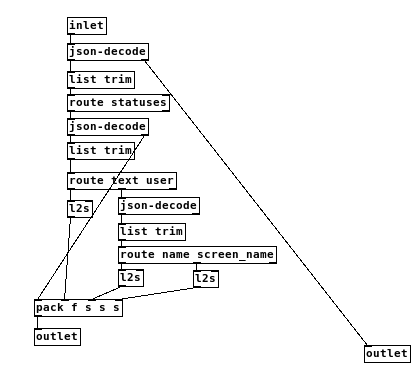 inlet
json-decode
list trim
route statuses
json-decode
list trim
route text user
l2s
json-decode
list trim
route name screen_name
l2s
l2s
pack f s s s
outlet
outlet